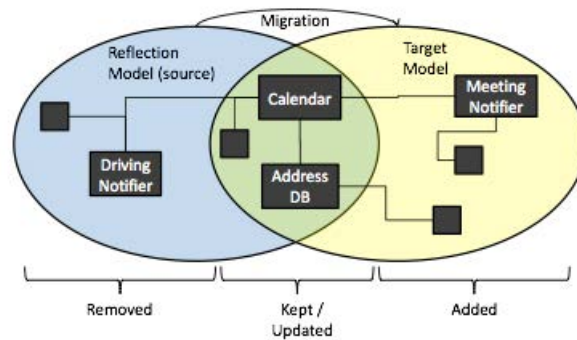 Migration
Reflection
Model (source)
Target
Model
Calendar
Meeting
Notifier
Driving
Notifier
Address
DB
Removed
Kept /
Updated
Added